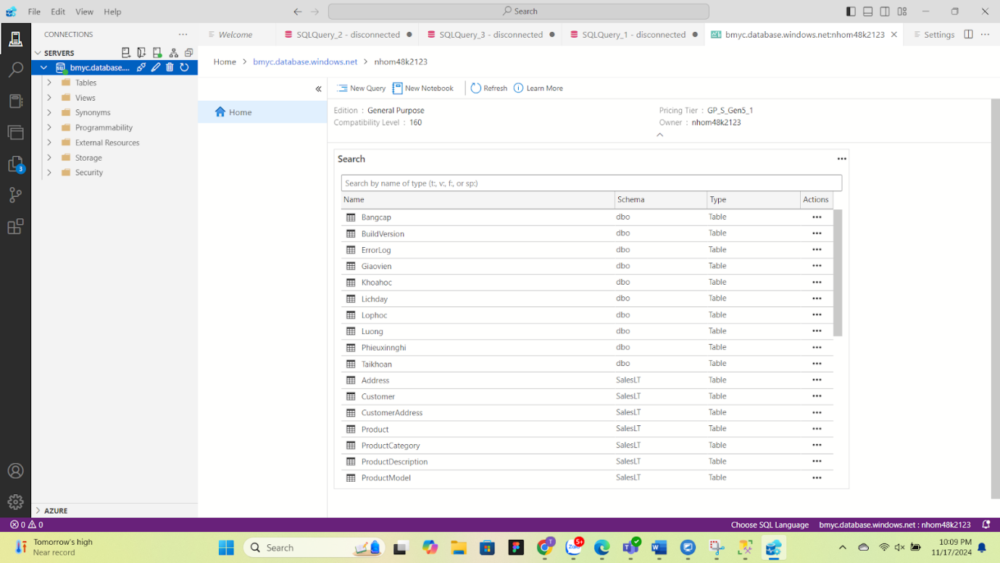 File Edit View Help
Search
CONNECTIONS
Welcome
SQLQuery_2 - disconnected
SQLQuery_3 - disconnected
SQLQuery_1 - disconnected
bmyc.database.windows.net:nhom48k2123
Settings
SERVERS
bmyc.database....
Tables
Views
Synonyms
Programmability
External Resources
Storage
Security
3
AZURE
Home > bmyc.database.windows.net > nhom48k2123
Home
New Query New Notebook Refresh Learn More
Edition : General Purpose
Pricing Tier : GP_S_Gen5_1
Compatibility Level : 160
Owner : nhom48k2123
Search
Search by name of type (t:, v:, f:, or sp:)
Name Schema Type Actions
Bangcap dbo Table
BuildVersion dbo Table
ErrorLog dbo Table
Giaovien dbo Table
Khoahoc dbo Table
Lichday dbo Table
Lophoc dbo Table
Luong dbo Table
Phieuxinnghi dbo Table
Taikhoan dbo Table
Address SalesLT Table
Customer SalesLT Table
CustomerAddress SalesLT Table
Product SalesLT Table
ProductCategory SalesLT Table
ProductDescription SalesLT Table
ProductModel SalesLT Table
0 0
Choose SQL Language
bmyc.database.windows.net : nhom48k2123
Tomorrow's high
Near record
Search
T
Zalo
5+
10:09 PM
11/17/2024